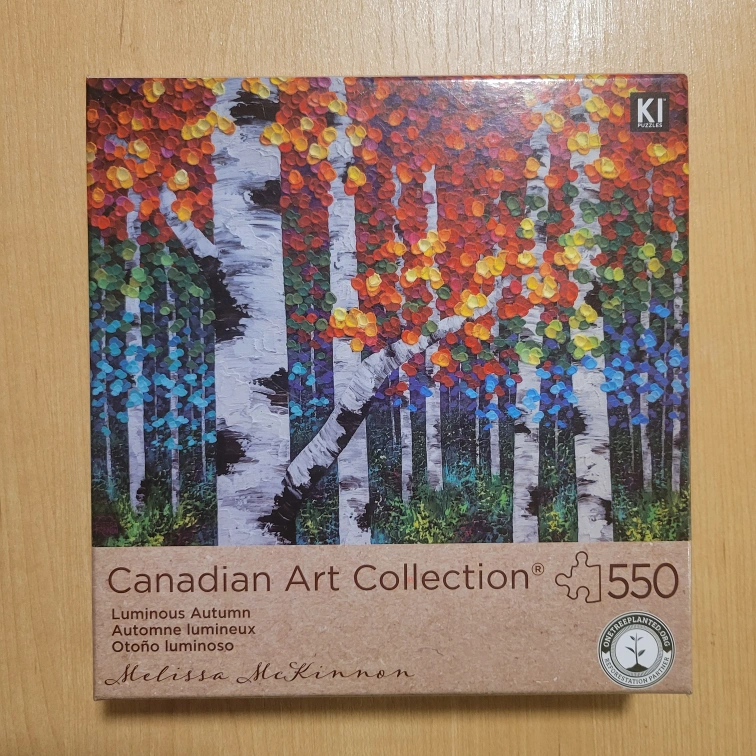 KI
PUZZLES
Canadian Art Collection® 550
Luminous Autumn
Automne lumineux
Otoño luminoso
Melissa McKinnon
ONETREEPLANTED.ORG
REFORESTATION PARTNER